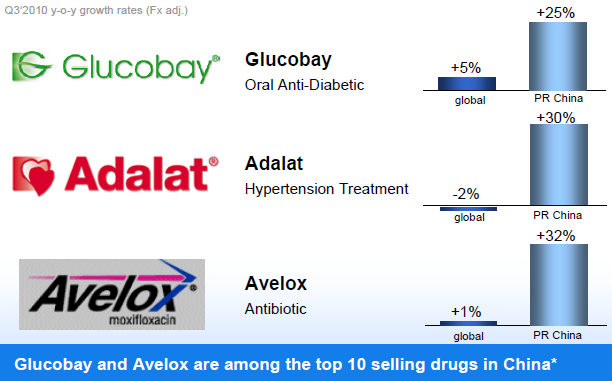 Q3'2010 y-o-y growth rates (Fx adj.)
Glucobay®
Glucobay
Oral Anti-Diabetic
+5%
global
+25%
PR China
Adalat®
Adalat
Hypertension Treatment
-2%
global
+30%
PR China
Avelox®
moxifloxacin
Avelox
Antibiotic
+1%
global
+32%
PR China
Glucobay and Avelox are among the top 10 selling drugs in China*